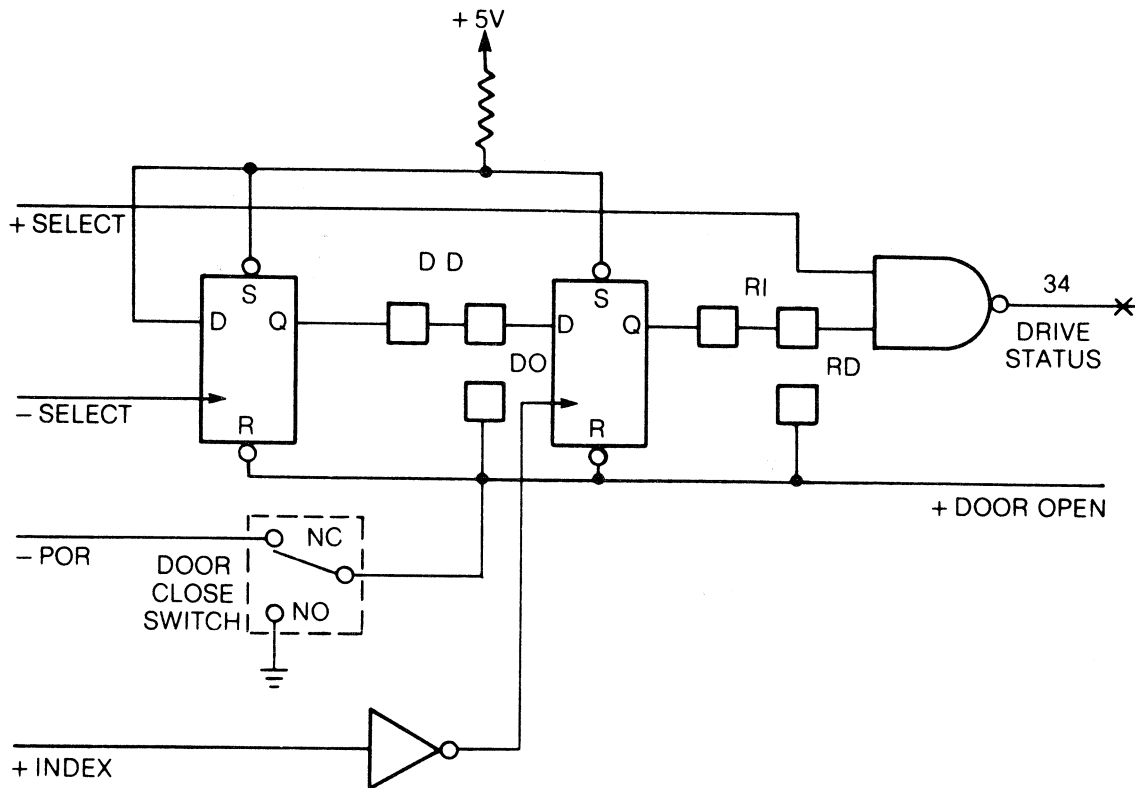 + 5V
+ SELECT
D D
S
D
Q
S
D
Q
RI
34
DRIVE
STATUS
DO
RD
− SELECT
R
R
+ DOOR OPEN
− POR
NC
DOOR
CLOSE
SWITCH
NO
+ INDEX